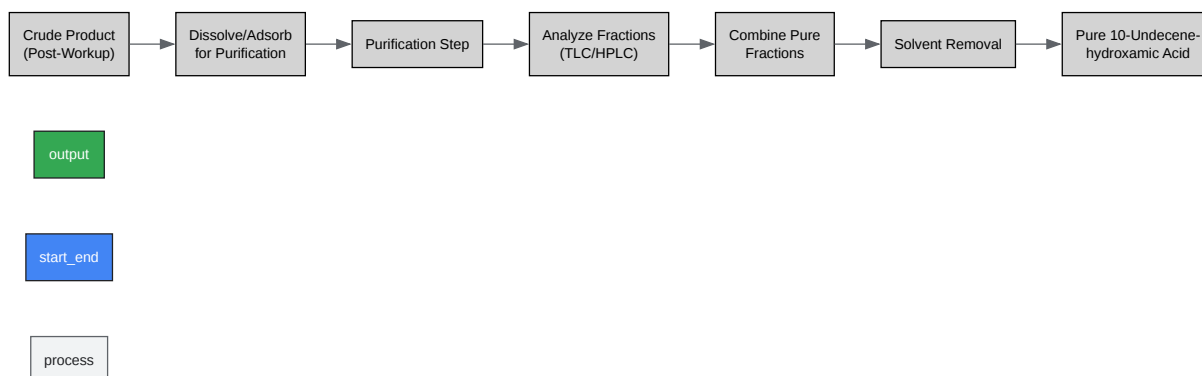 Crude Product
(Post-Workup)
Dissolve/Adsorb
for Purification
Purification Step
Analyze Fractions
(TLC/HPLC)
Combine Pure
Fractions
Solvent Removal
Pure 10-Undecene-
hydroxamic Acid
output
start_end
process